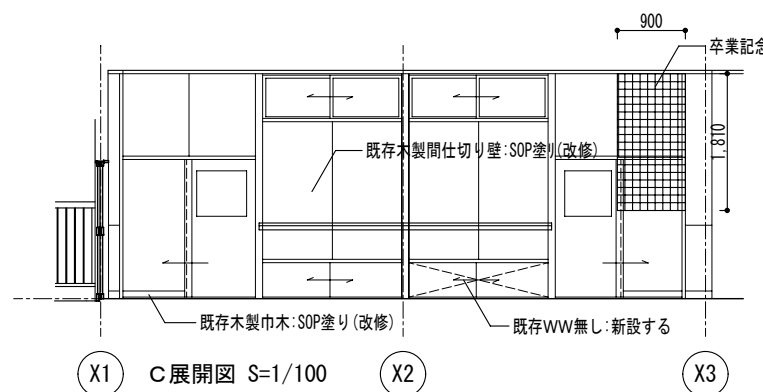 900
卒業記念
1,810
既存木製間仕切り壁:SOP塗り(改修)
既存木製巾木:SOP塗り(改修)
既存WW無し:新設する
X1 C展開図 S=1/100 X2 X3